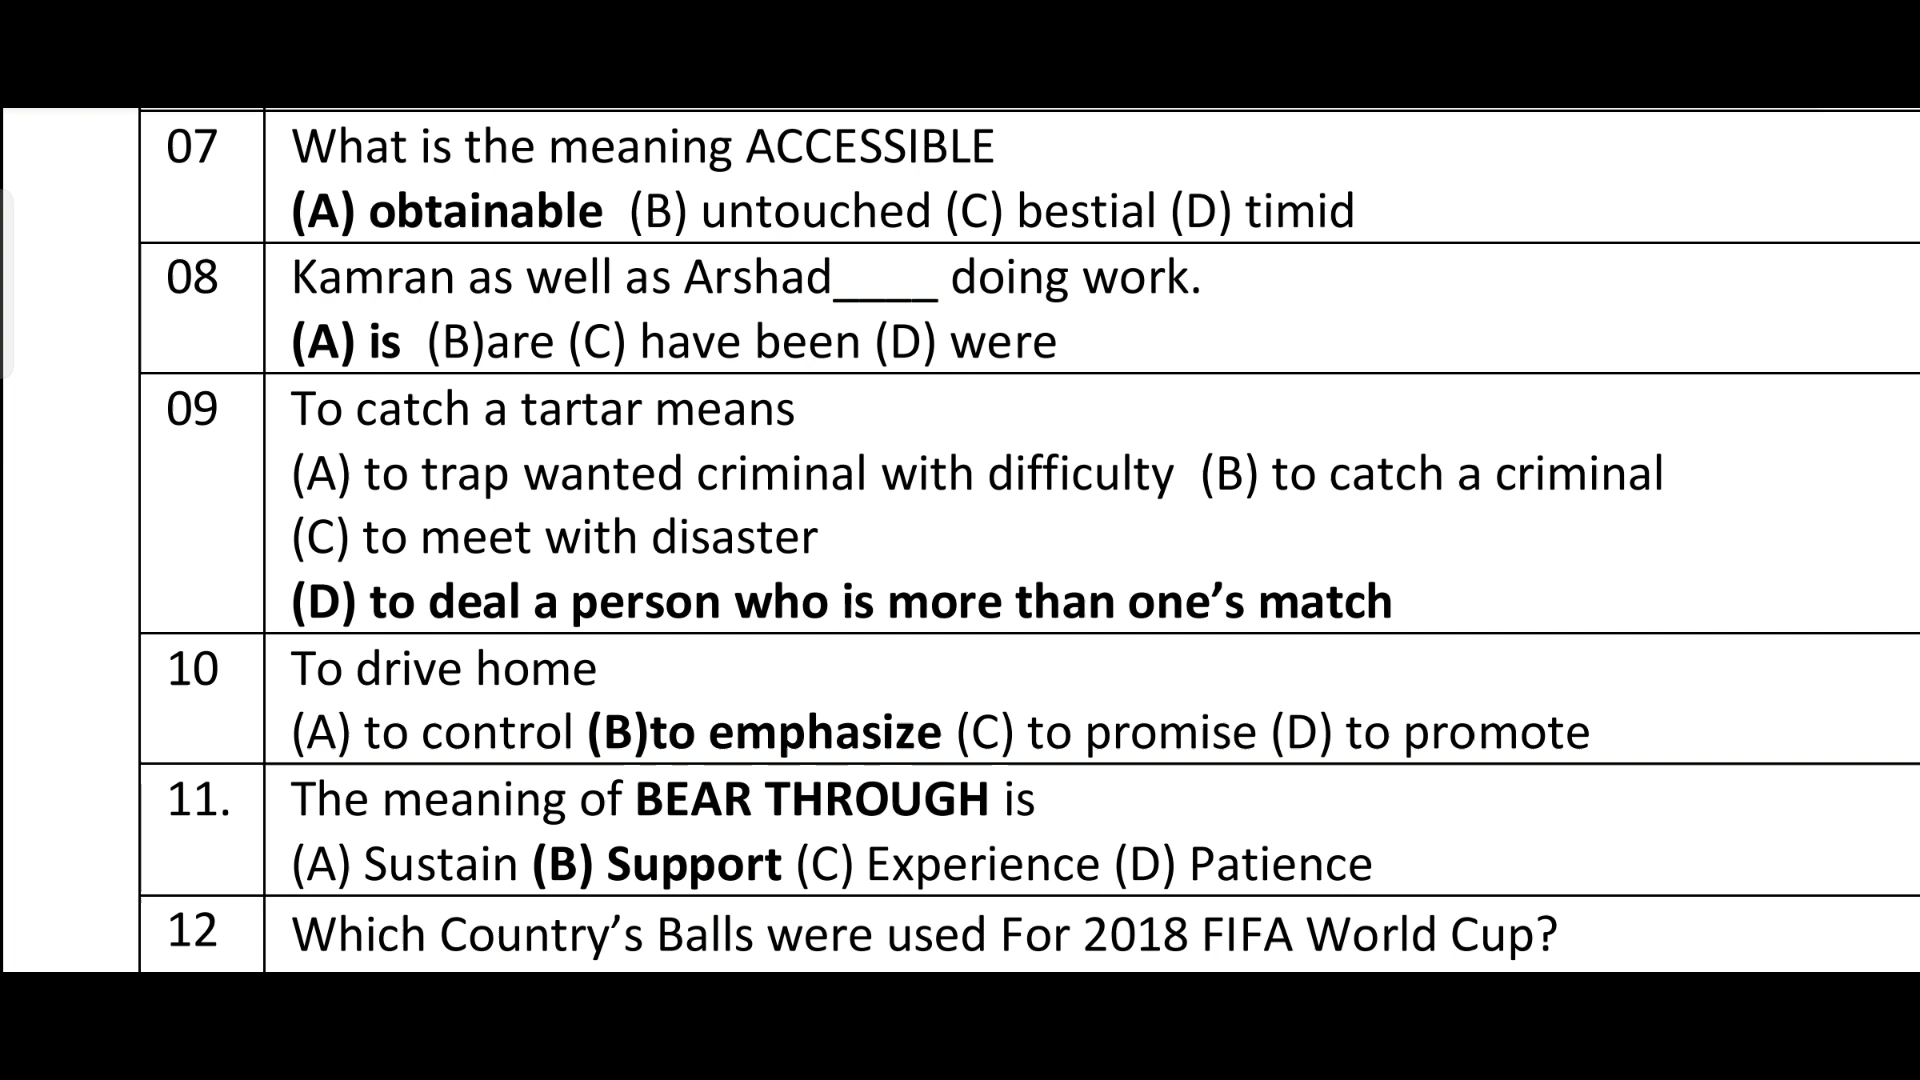 07 What is the meaning ACCESSIBLE
(A) obtainable (B) untouched (C) bestial (D) timid
08 Kamran as well as Arshad____ doing work.
(A) is (B)are (C) have been (D) were
09 To catch a tartar means
(A) to trap wanted criminal with difficulty (B) to catch a criminal
(C) to meet with disaster
(D) to deal a person who is more than one’s match
10 To drive home
(A) to control (B)to emphasize (C) to promise (D) to promote
11. The meaning of BEAR THROUGH is
(A) Sustain (B) Support (C) Experience (D) Patience
12 Which Country’s Balls were used For 2018 FIFA World Cup?